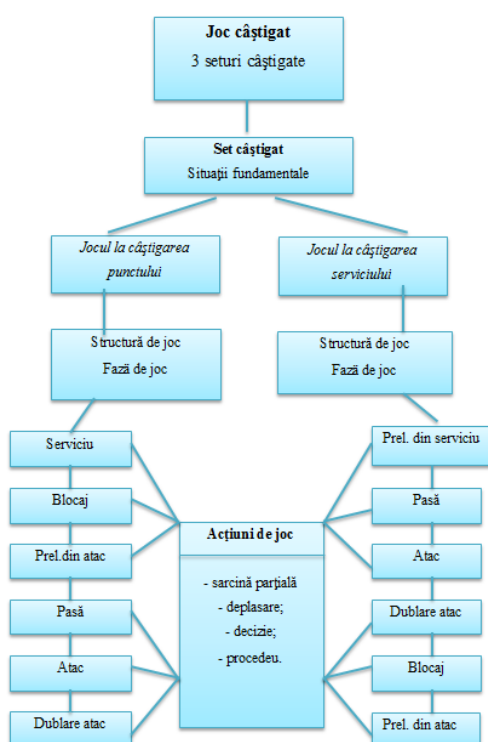 Joc câştigat
3 seturi câştigate
Set câştigat
Situaţii fundamentale
Jocul la câştigarea
punctului
Jocul la câştigarea
serviciului
Structură de joc
Fază de joc
Structură de joc
Fază de joc
Serviciu
Blocaj
Prel.din atac
Pasă
Atac
Dublare atac
Acţiuni de joc
- sarcină parţială
- deplasare;
- decizie;
- procedeu.
Prel. din serviciu
Pasă
Atac
Dublare atac
Blocaj
Prel. din atac